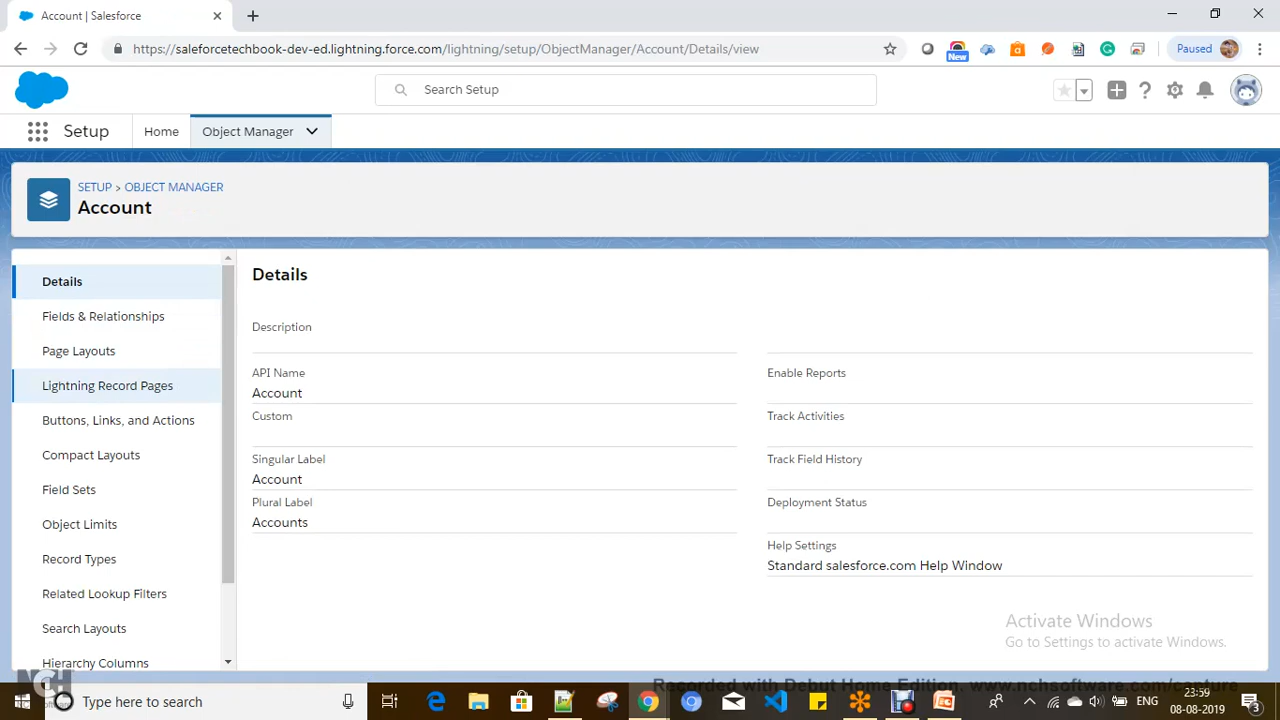 Account | Salesforce
https://saleforcetechbook-dev-ed.lightning.force.com/lightning/setup/ObjectManager/Account/Details/view
New
Paused
Search Setup
Setup
Home
Object Manager
SETUP > OBJECT MANAGER
Account
Details
Fields & Relationships
Page Layouts
Lightning Record Pages
Buttons, Links, and Actions
Compact Layouts
Field Sets
Object Limits
Record Types
Related Lookup Filters
Search Layouts
Hierarchy Columns
Details
Description
API Name
Account
Custom
Singular Label
Account
Plural Label
Accounts
Enable Reports
Track Activities
Track Field History
Deployment Status
Help Settings
Standard salesforce.com Help Window
Activate Windows
Go to Settings to activate Windows.
NCH
Recorded with Debut Home Edition. www.nchsoftware.com/capture
Type here to search
ENG
23:59
08-08-2019
3